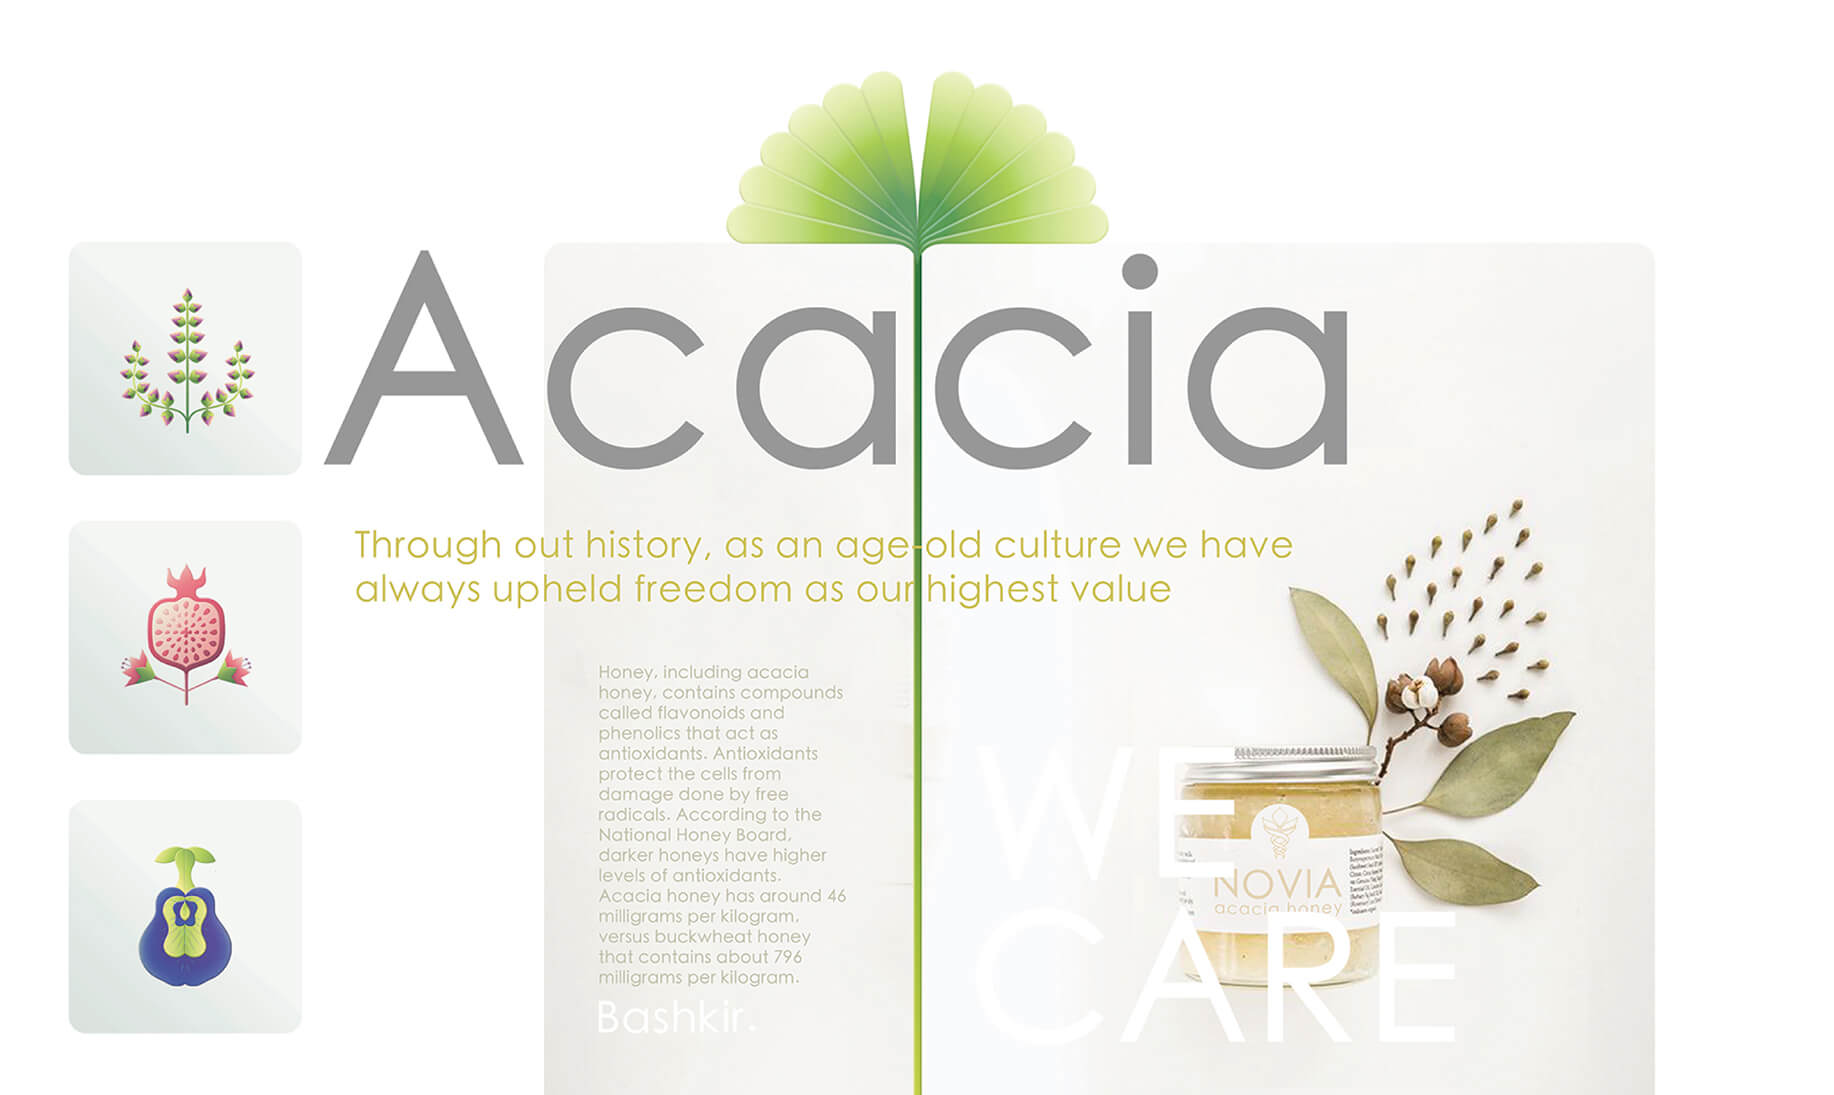 Acacia
Through out history, as an age-old culture we have
always upheld freedom as our highest value
Honey, including acacia
honey, contains compounds
called flavonoids and
phenolics that act as
antioxidants. Antioxidants
protect the cells from
damage done by free
radicals. According to the
National Honey Board,
darker honeys have higher
levels of antioxidants.
Acacia honey has around 46
milligrams per kilogram,
versus buckwheat honey
that contains about 796
milligrams per kilogram.
Bashkir.
WE
CARE
NOVIA
acacia honey